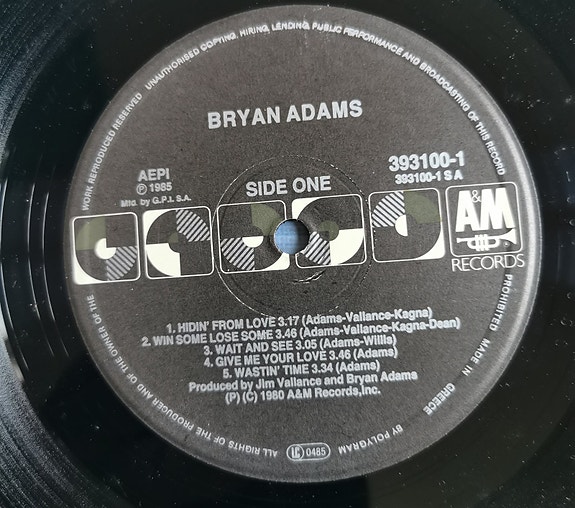 UNAUTHORISED COPYING, HIRING, LENDING, PUBLIC PERFORMANCE AND BROADCASTING OF THIS RECORD
PROHIBITED MADE IN GREECE
BY POLYGRAM
ALL RIGHTS OF THE PRODUCER AND OF THE OWNER OF THE
WORK REPRODUCED RESERVED
BRYAN ADAMS
AEPI
℗ 1985
Mfd. by G.P.I. S.A.
SIDE ONE
393100-1
393100-1 S A
A&M
RECORDS
1. HIDIN' FROM LOVE 3.17 (Adams-Vallance-Kagna)
2. WIN SOME LOSE SOME 3.46 (Adams-Vallance-Kagna-Dean)
3. WAIT AND SEE 3.05 (Adams-Willis)
4. GIVE ME YOUR LOVE 3.46 (Adams)
5. WASTIN' TIME 3.34 (Adams)
Produced by Jim Vallance and Bryan Adams
(P) (C) 1980 A&M Records,Inc.
LC 0485